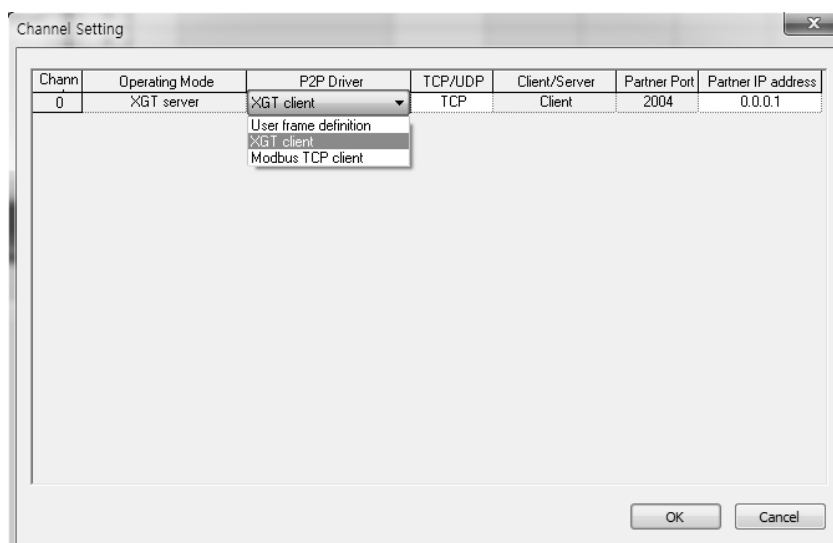 Channel Setting
Chann Operating Mode P2P Driver TCP/UDP Client/Server Partner Port Partner IP address
0 XGT server XGT client TCP Client 2004 0.0.0.1
User frame definition
XGT client
Modbus TCP client
OK Cancel